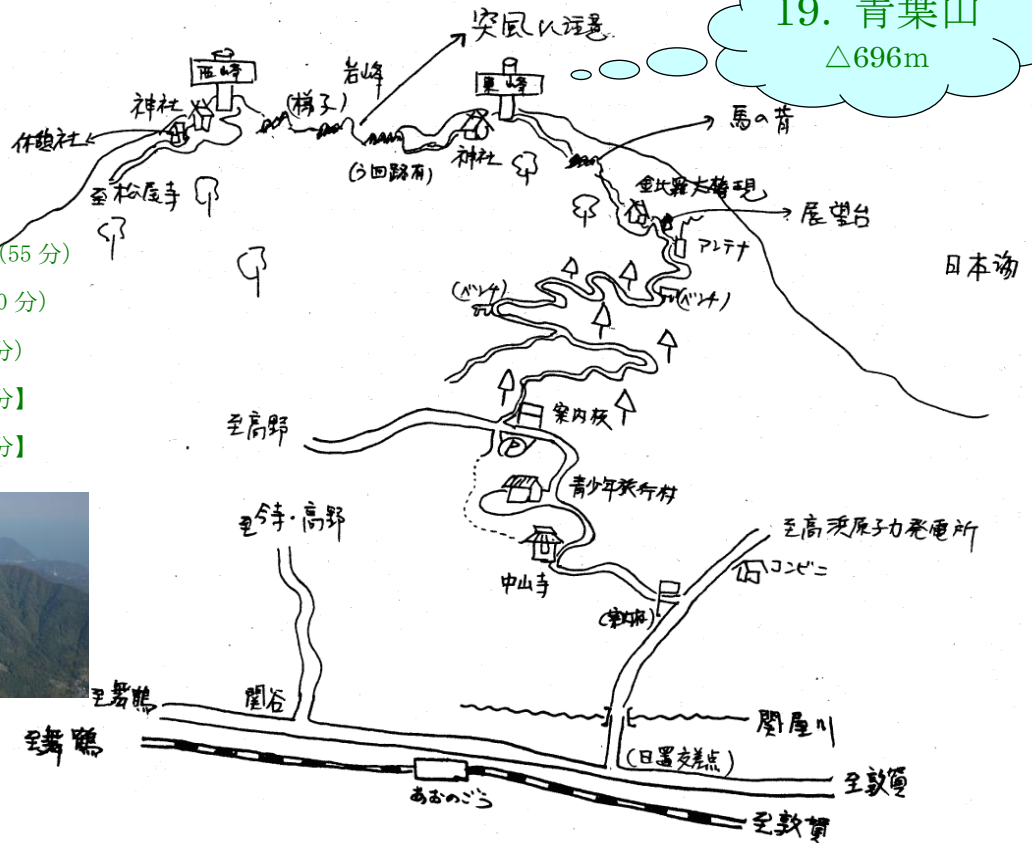 19. 青葉山
△696m
突風に注意
西峰
岩峰
(梯子)
東峰
神社
休憩社
馬の背
神社
(う回路有)
至松尾寺
金比羅大権現
展望台
アンテナ
日本海
(55 分)
0 分)
分)
分】
分】
(ベンチ)
(ベンチ)
至高野
案内板
P
青少年旅行村
至今寺・高野
至高浜原子力発電所
コンビニ
中山寺
(案内板)
至舞鶴
関谷
関屋川
至舞鶴
(日置交差点)
至敦賀
あおのごう
至敦賀